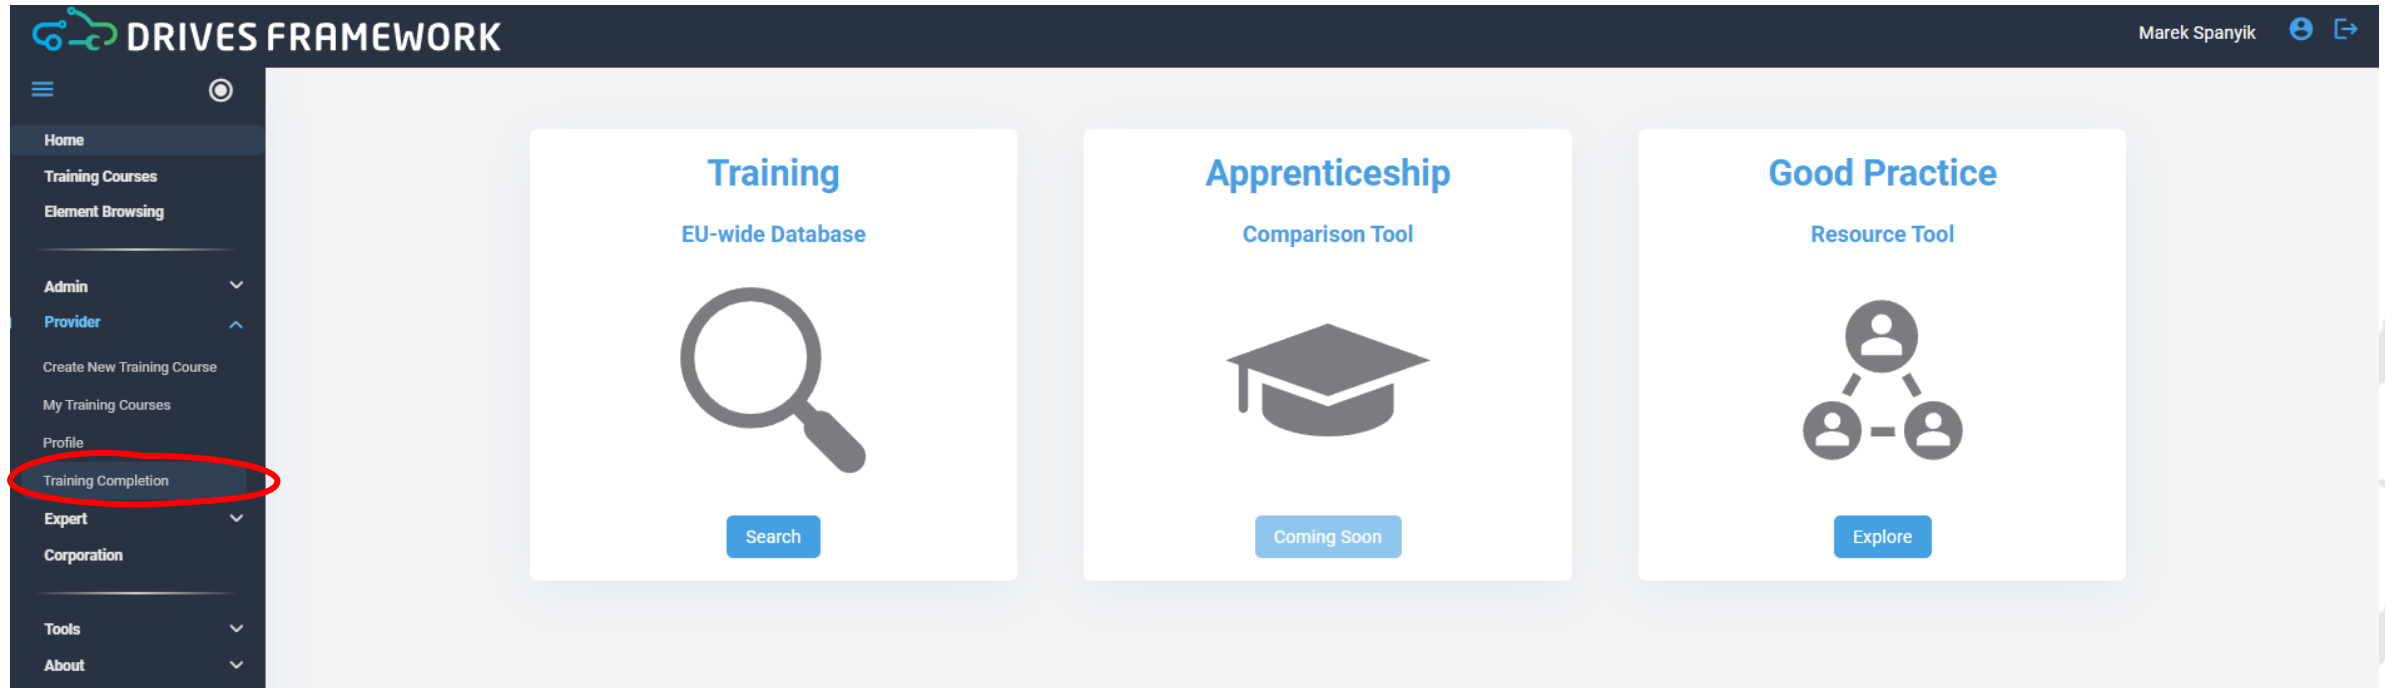 DRIVES FRAMEWORK
Marek Spanyik
Home
Training Courses
Element Browsing
Admin
Provider
Create New Training Course
My Training Courses
Profile
Training Completion
Expert
Corporation
Tools
About
Training
EU-wide Database
Search
Apprenticeship
Comparison Tool
Coming Soon
Good Practice
Resource Tool
Explore